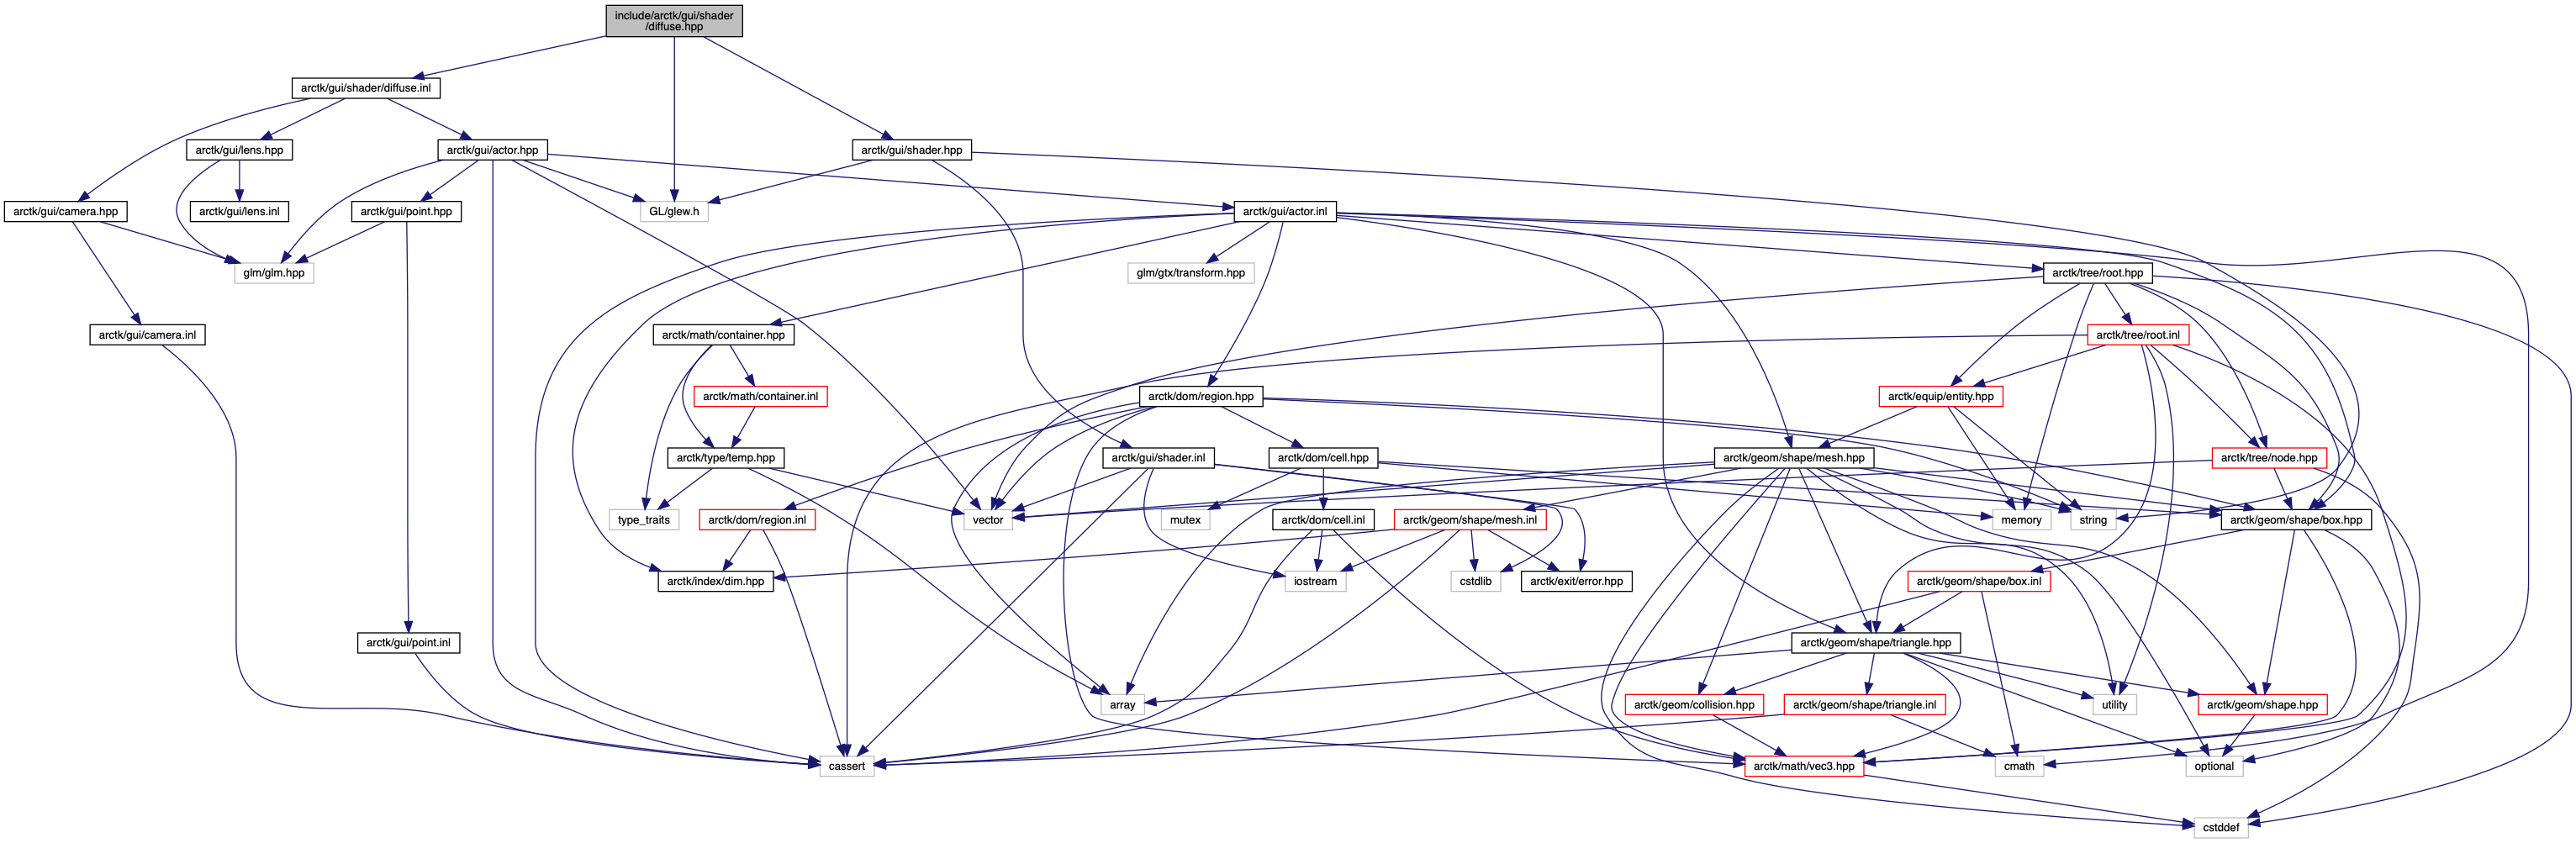 include/arctk/gui/shader
/diffuse.hpp
arctk/gui/shader/diffuse.inl
arctk/gui/lens.hpp
arctk/gui/actor.hpp
arctk/gui/shader.hpp
arctk/gui/camera.hpp
arctk/gui/lens.inl
arctk/gui/point.hpp
GL/glew.h
arctk/gui/actor.inl
glm/glm.hpp
glm/gtx/transform.hpp
arctk/tree/root.hpp
arctk/gui/camera.inl
arctk/math/container.hpp
arctk/tree/root.inl
arctk/math/container.inl
arctk/dom/region.hpp
arctk/equip/entity.hpp
arctk/type/temp.hpp
arctk/gui/shader.inl
arctk/dom/cell.hpp
arctk/geom/shape/mesh.hpp
arctk/tree/node.hpp
type_traits
arctk/dom/region.inl
vector
mutex
arctk/dom/cell.inl
arctk/geom/shape/mesh.inl
memory
string
arctk/geom/shape/box.hpp
arctk/index/dim.hpp
iostream
cstdlib
arctk/exit/error.hpp
arctk/geom/shape/box.inl
arctk/gui/point.inl
arctk/geom/shape/triangle.hpp
array
arctk/geom/collision.hpp
arctk/geom/shape/triangle.inl
utility
arctk/geom/shape.hpp
cassert
arctk/math/vec3.hpp
cmath
optional
cstddef